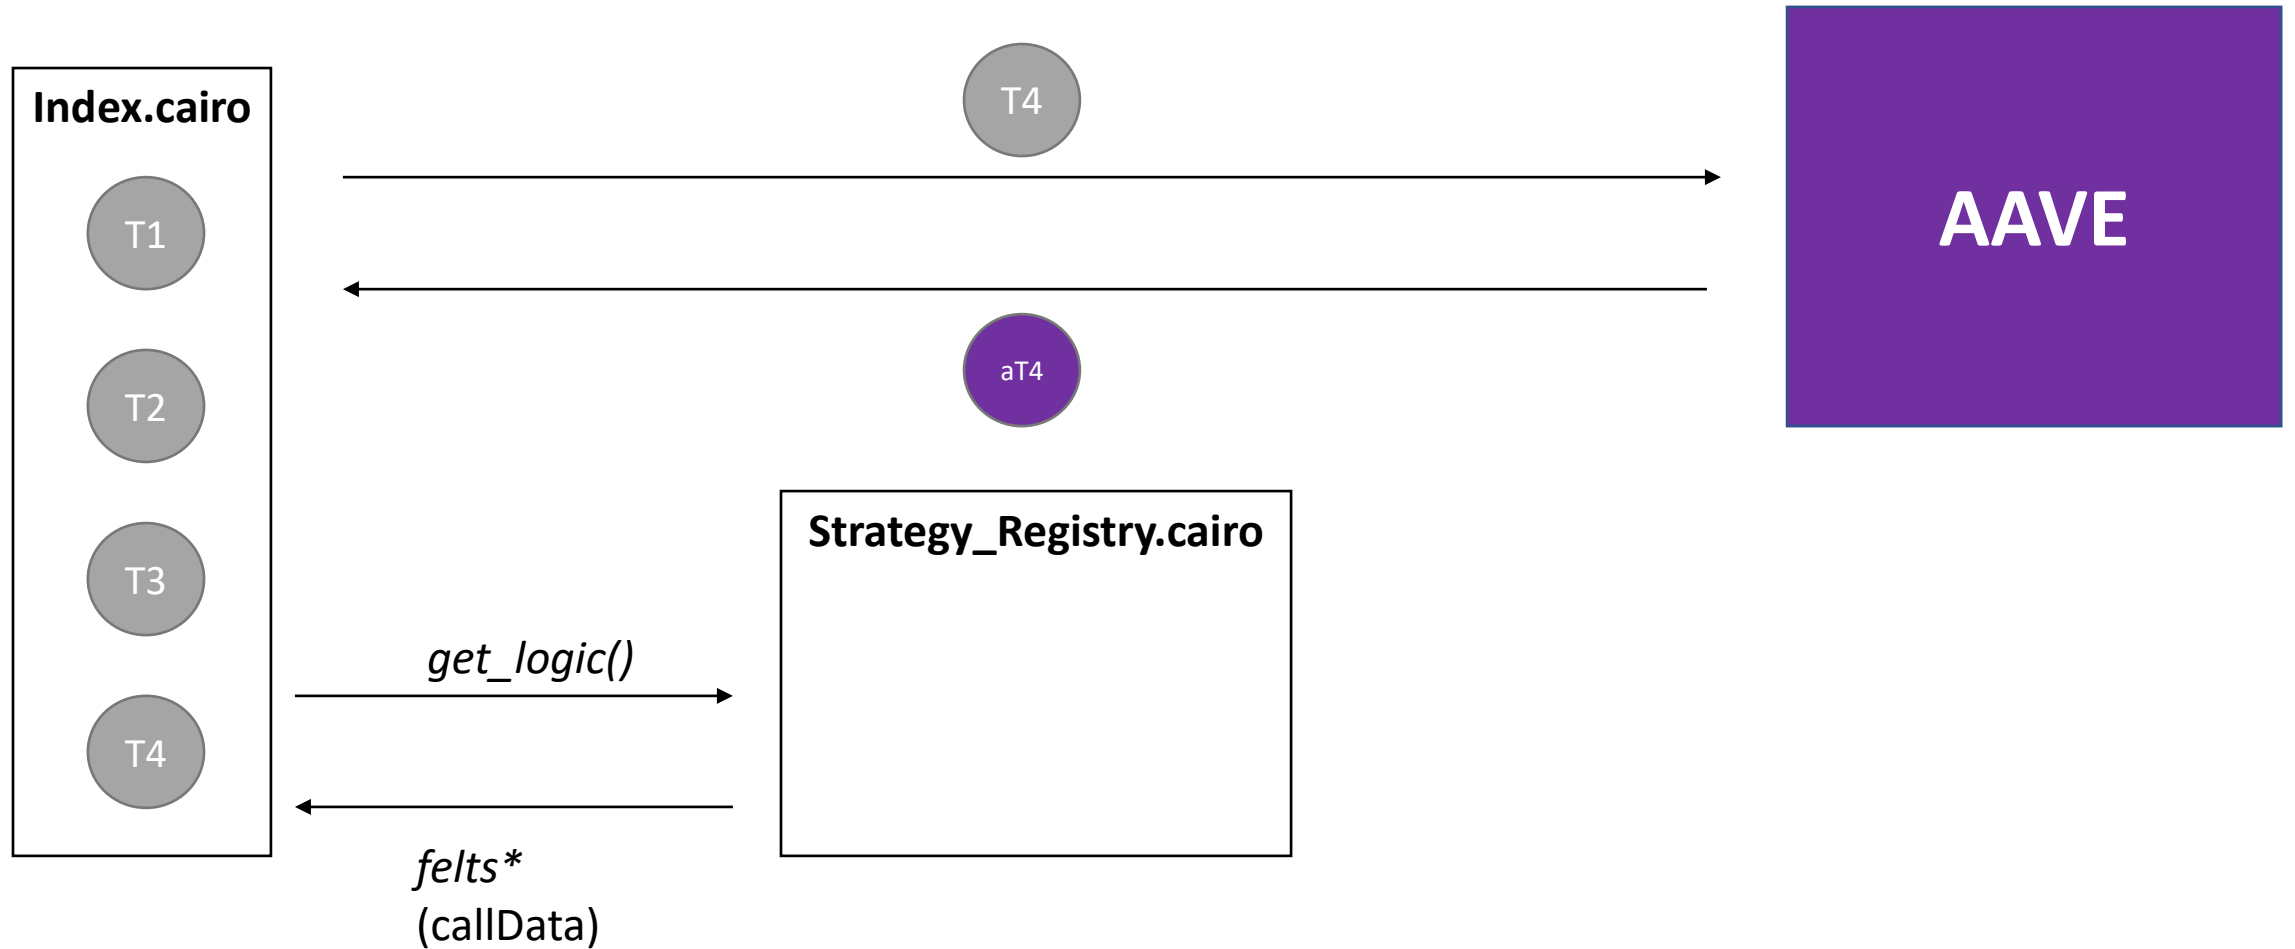 Index.cairo
T1
T2
T3
T4
T4
AAVE
aT4
Strategy_Registry.cairo
get_logic()
felts*
(callData)